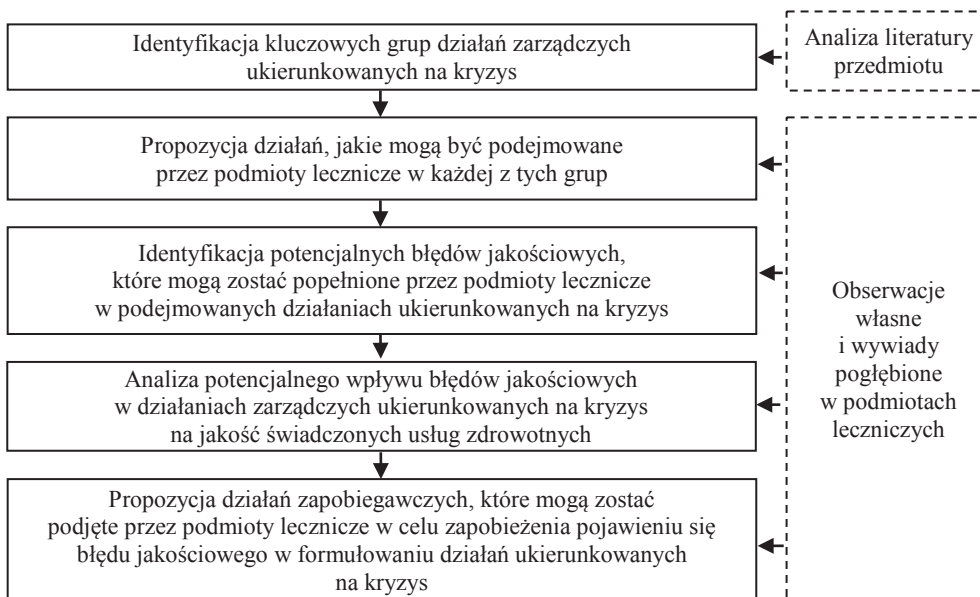 Identyfikacja kluczowych grup działań zarządczych
ukierunkowanych na kryzys
Analiza literatury
przedmiotu
Propozycja działań, jakie mogą być podejmowane
przez podmioty lecznicze w każdej z tych grup
Identyfikacja potencjalnych błędów jakościowych,
które mogą zostać popełnione przez podmioty lecznicze
w podejmowanych działaniach ukierunkowanych na kryzys
Analiza potencjalnego wpływu błędów jakościowych
w działaniach zarządczych ukierunkowanych na kryzys
na jakość świadczonych usług zdrowotnych
Propozycja działań zapobiegawczych, które mogą zostać
podjęte przez podmioty lecznicze w celu zapobieżenia pojawieniu się
błędu jakościowego w formułowaniu działań ukierunkowanych
na kryzys
Obserwacje
własne
i wywiady
pogłębione
w podmiotach
leczniczych